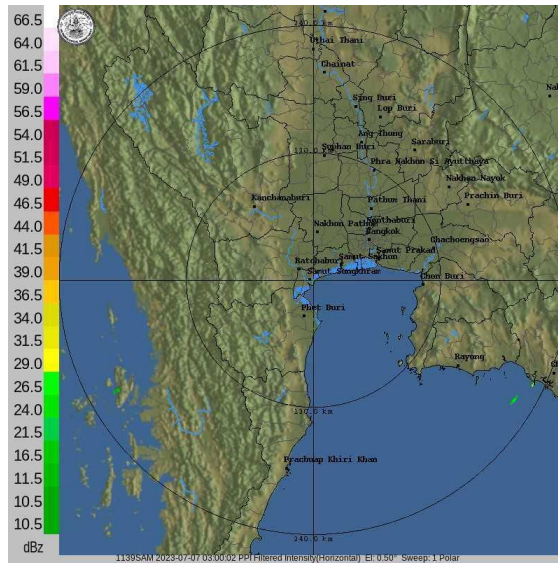 66.5
64.0
61.5
59.0
56.5
54.0
51.5
49.0
46.5
44.0
41.5
39.0
36.5
34.0
31.5
29.0
26.5
24.0
21.5
16.5
11.5
10.5
10.5
dBz
240.0 km
Uthai Thani
Chainat
Sing Buri
Lop Buri
Ang Thong
Saraburi
Suphan Buri
Phra Nakhon Si Ayutthaya
Nakhon Nayok
Kanchanaburi
Prachin Buri
Pathum Thani
Nonthaburi
Nakhon Pathom
Bangkok
Chachoengsao
Samut Prakan
Samut Sakhon
Ratchaburi
Samut Songkhram
Chon Buri
Phet Buri
Rayong
Prachuap Khiri Khan
240.0 km
1139SAM 2023-07-07 03:00:02 PPI Filtered Intensity(Horizontal) El: 0.50° Sweep: 1 Polar